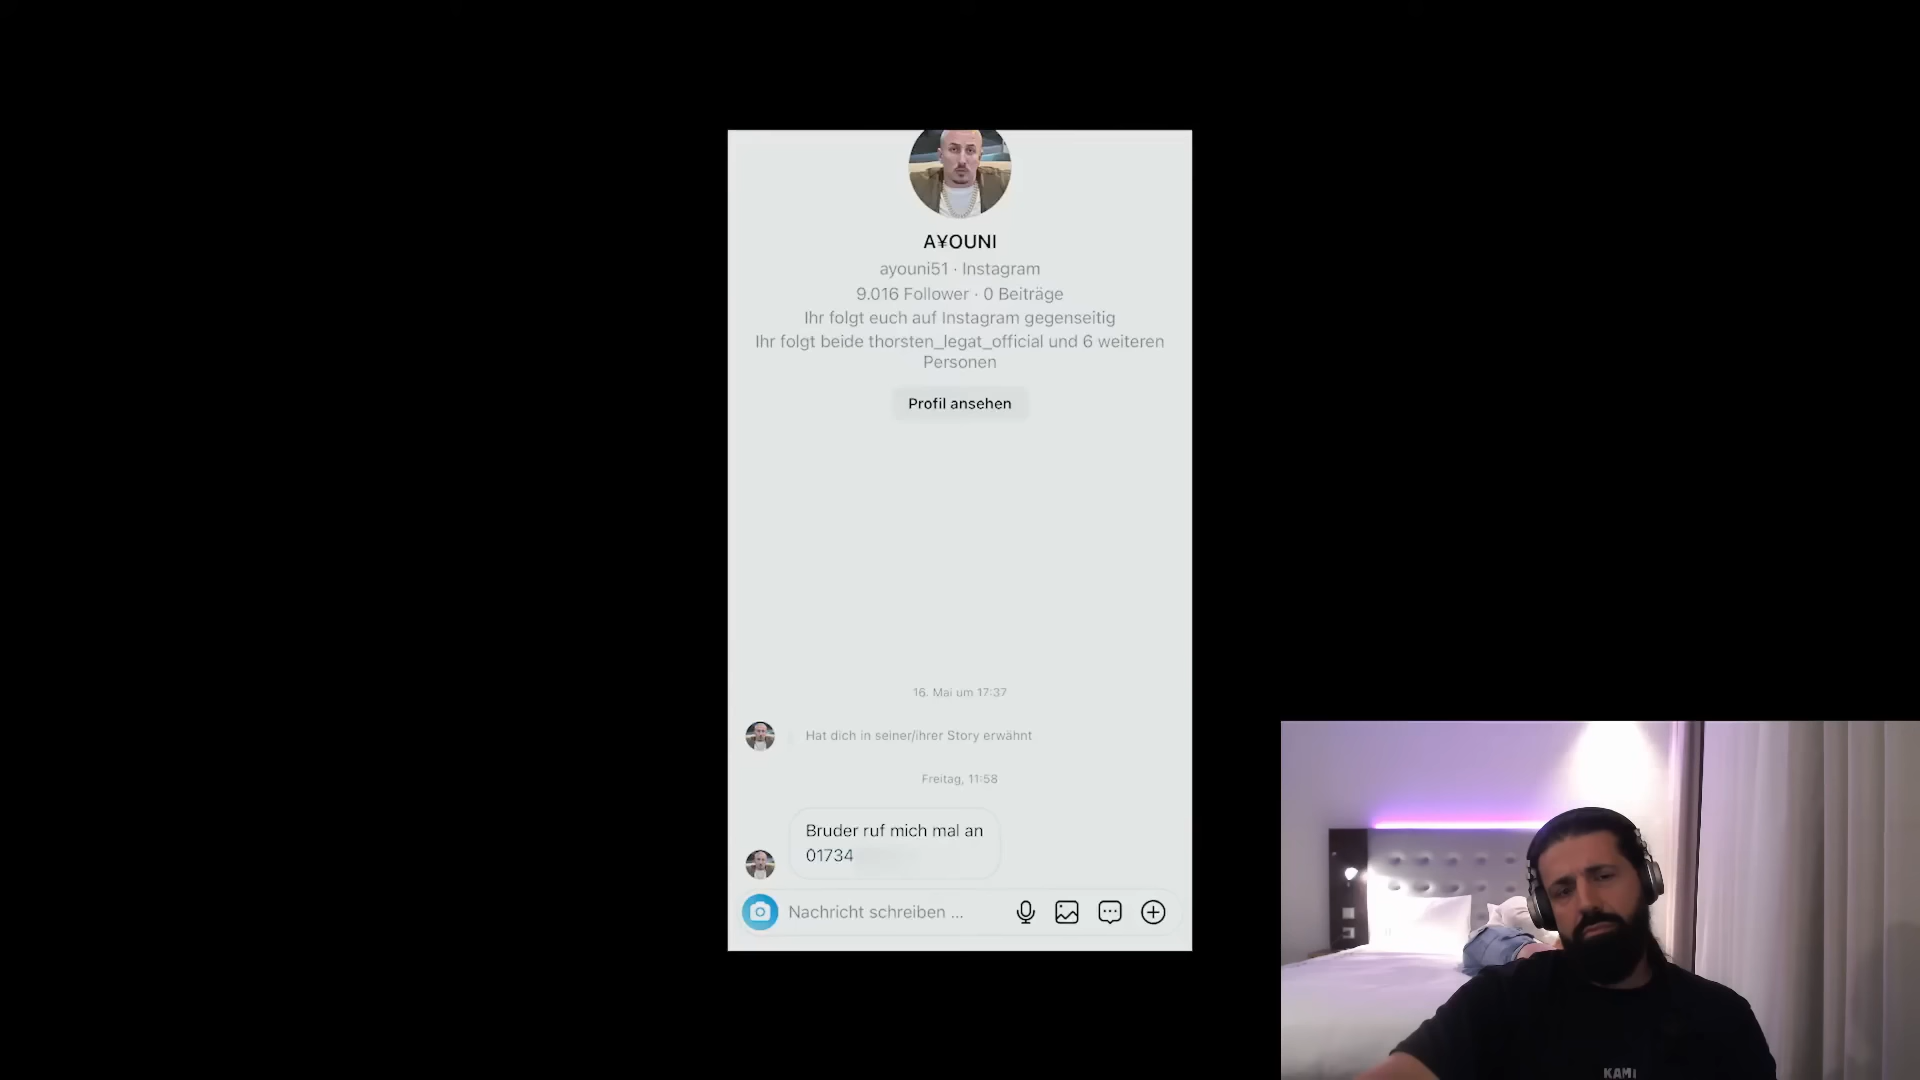 A¥OUNI
ayouni51 · Instagram
9.016 Follower · 0 Beiträge
Ihr folgt euch auf Instagram gegenseitig
Ihr folgt beide thorsten_legat_official und 6 weiteren
Personen
Profil ansehen
16. Mai um 17:37
Hat dich in seiner/ihrer Story erwähnt
Freitag, 11:58
Bruder ruf mich mal an
01734
Nachricht schreiben ...
KAMI